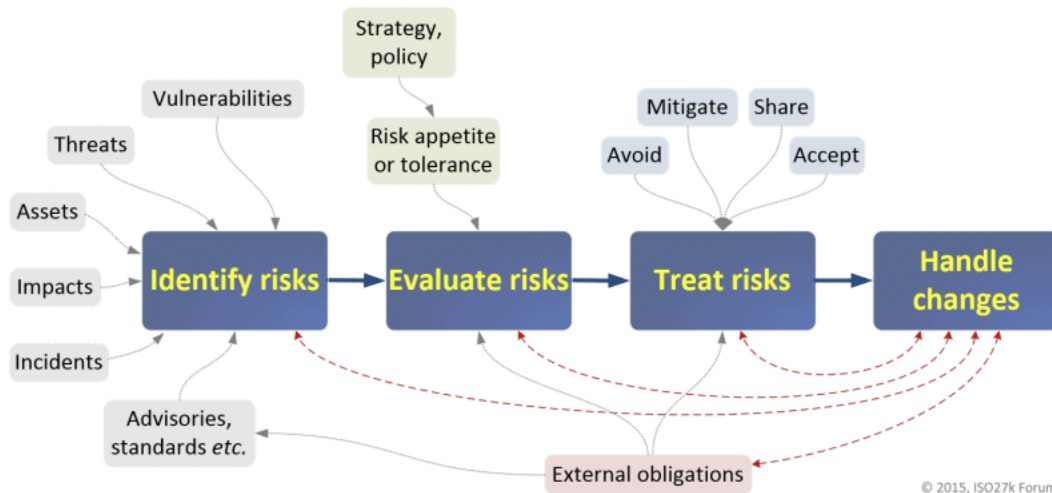 Strategy,
policy
Vulnerabilities
Mitigate
Share
Threats
Risk appetite
or tolerance
Avoid
Accept
Assets
Identify risks
Evaluate risks
Treat risks
Handle
changes
Impacts
Incidents
Advisories,
standards etc.
External obligations
© 2015, ISO27k Forum